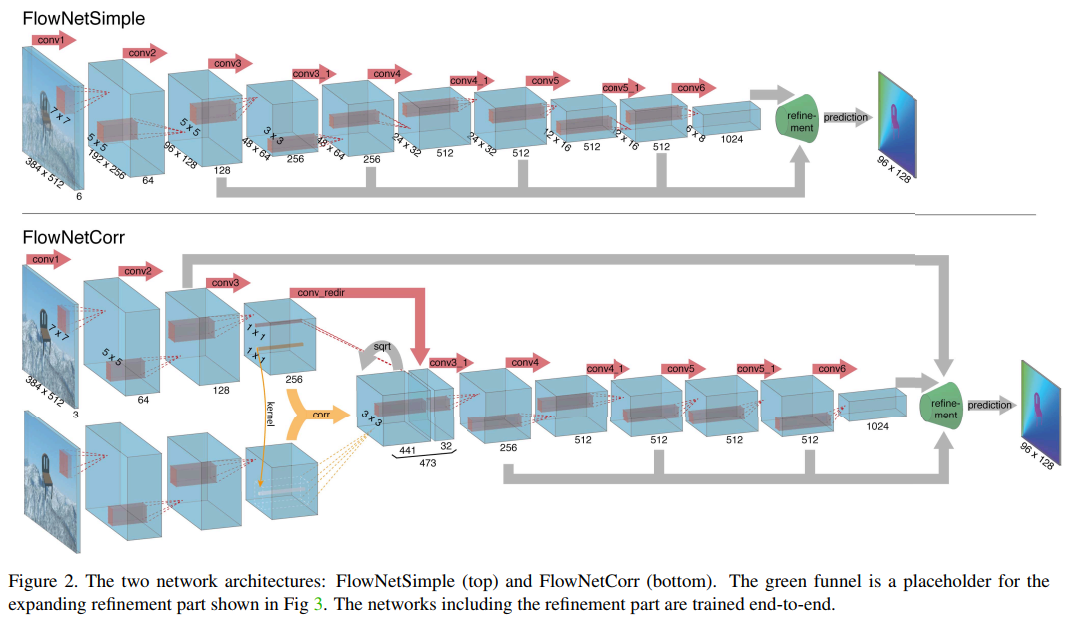 FlowNetSimple
conv1
conv2
conv3
conv3_1
conv4
conv4_1
conv5
conv5_1
conv6
7 x 7
5 x 5
5 x 5
3 x 3
384 x 512
192 x 256
96 x 128
48 x 64
48 x 64
24 x 32
24 x 32
12 x 16
12 x 16
6 x 8
6
64
128
256
256
512
512
512
512
1024
refine-
ment
prediction
96 x 128
FlowNetCorr
conv1
conv2
conv3
conv_redir
sqrt
conv3_1
conv4
conv4_1
conv5
conv5_1
conv6
7 x 7
5 x 5
1 x 1
1 x 1
3 x 3
384 x 512
3
64
128
256
kernel
corr
441
32
473
256
512
512
512
512
1024
refine-
ment
prediction
96 x 128
Figure 2. The two network architectures: FlowNetSimple (top) and FlowNetCorr (bottom). The green funnel is a placeholder for the
expanding refinement part shown in Fig 3. The networks including the refinement part are trained end-to-end.